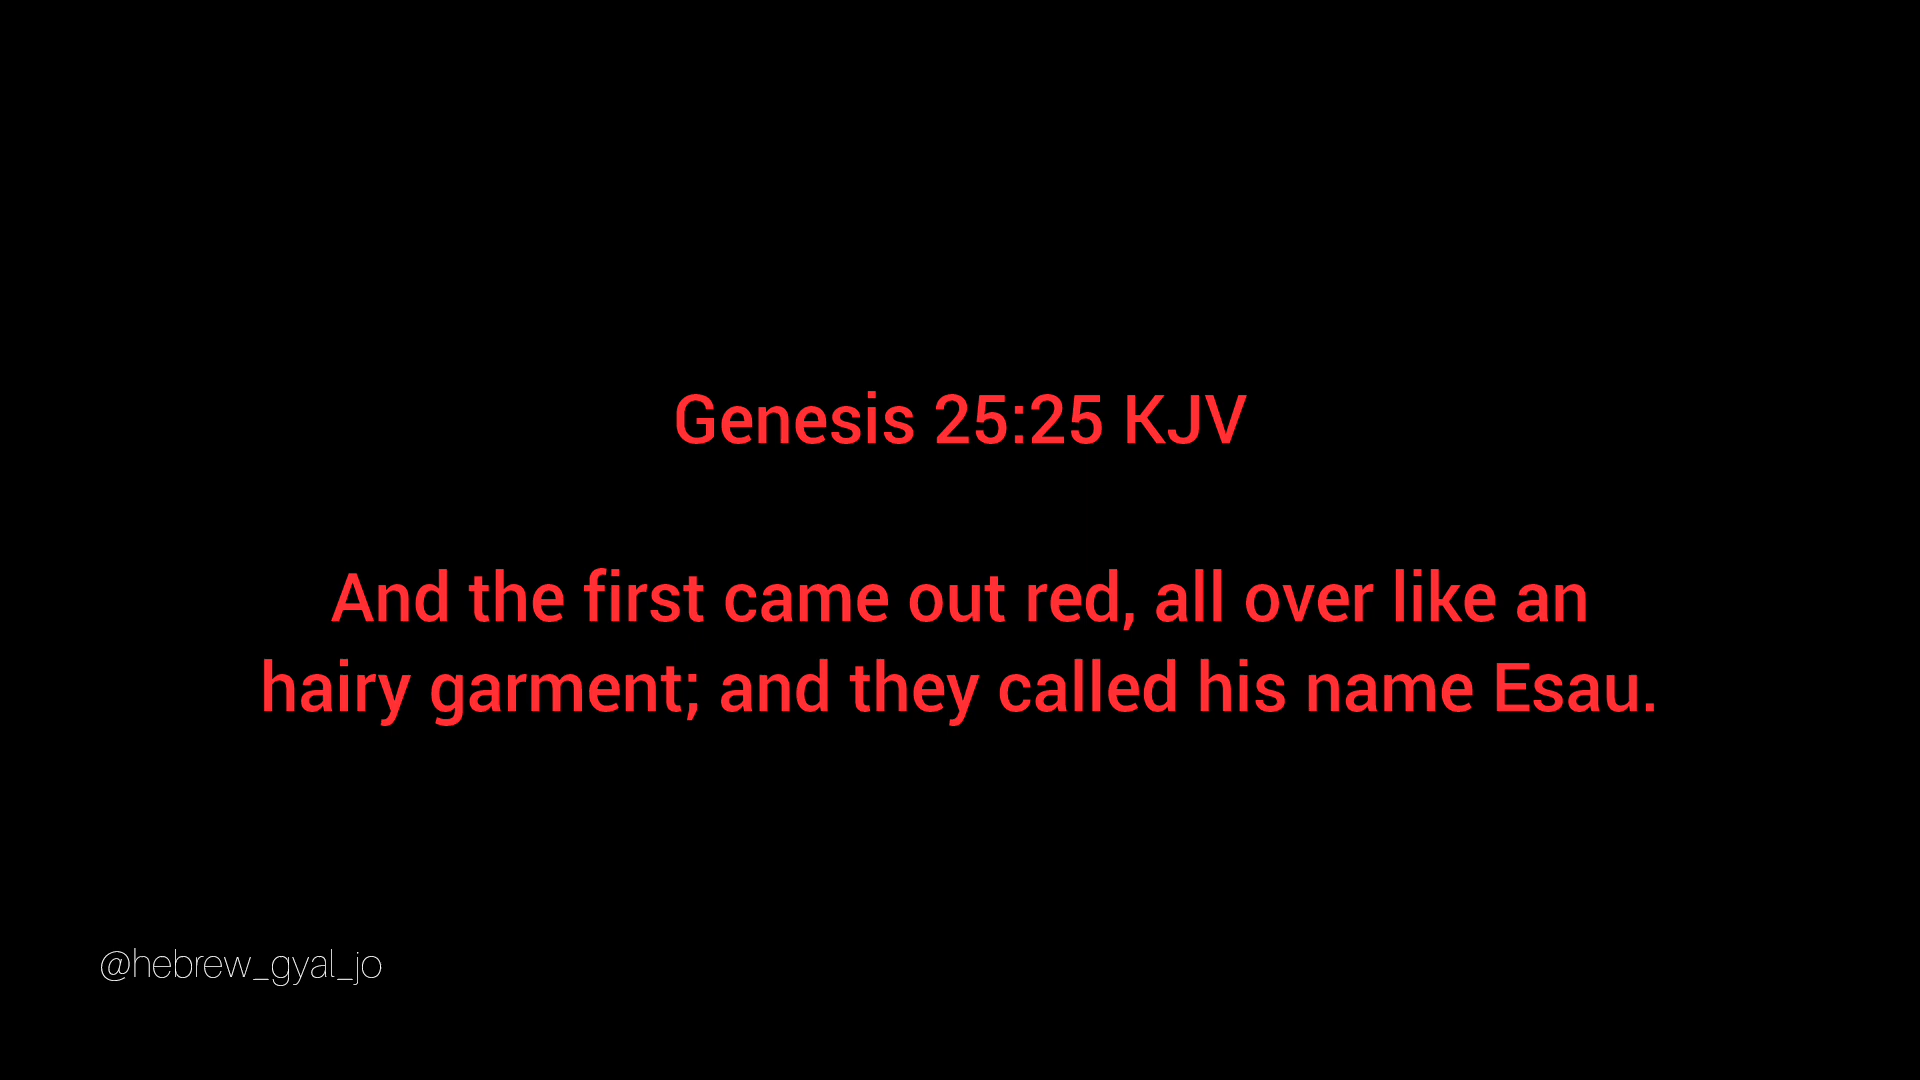 Genesis 25:25 KJV
And the first came out red, all over like an
hairy garment; and they called his name Esau.
@hebrew_gyal_jo